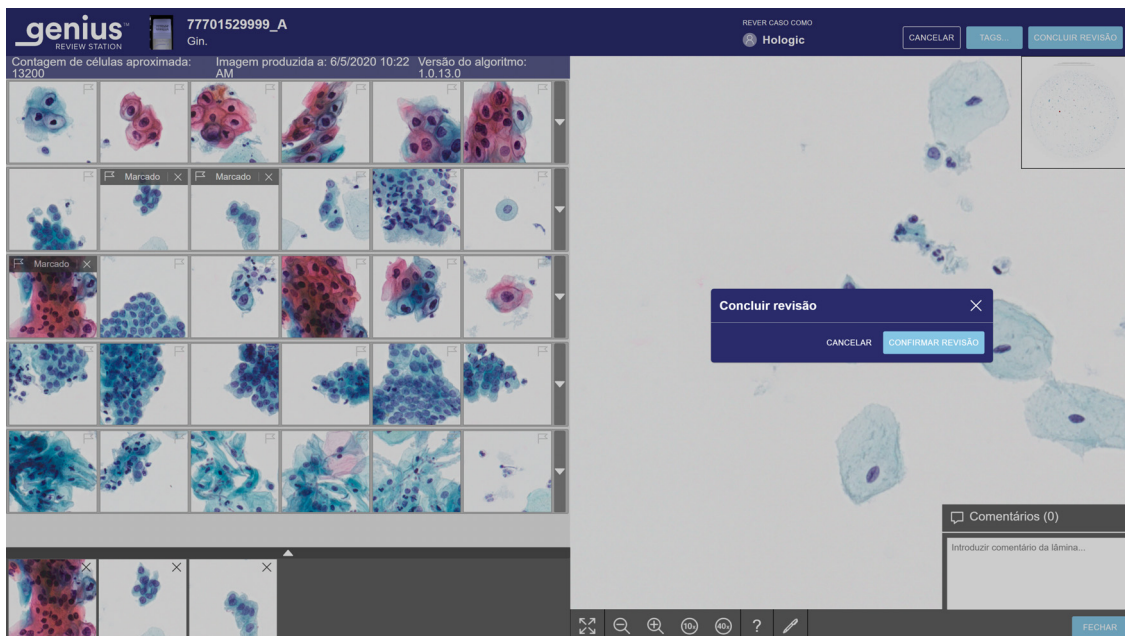 genius™
REVIEW STATION
77701529999_A
Gin.
REVER CASO COMO
Hologic
CANCELAR
TAGS...
CONCLUIR REVISÃO
Contagem de células aproximada:
13200
Imagem produzida a: 6/5/2020 10:22
AM
Versão do algoritmo:
1.0.13.0
Marcado
Marcado
Marcado
Concluir revisão
CANCELAR
CONFIRMAR REVISÃO
Comentários (0)
Introduzir comentário da lâmina...
10x
40x
?
FECHAR